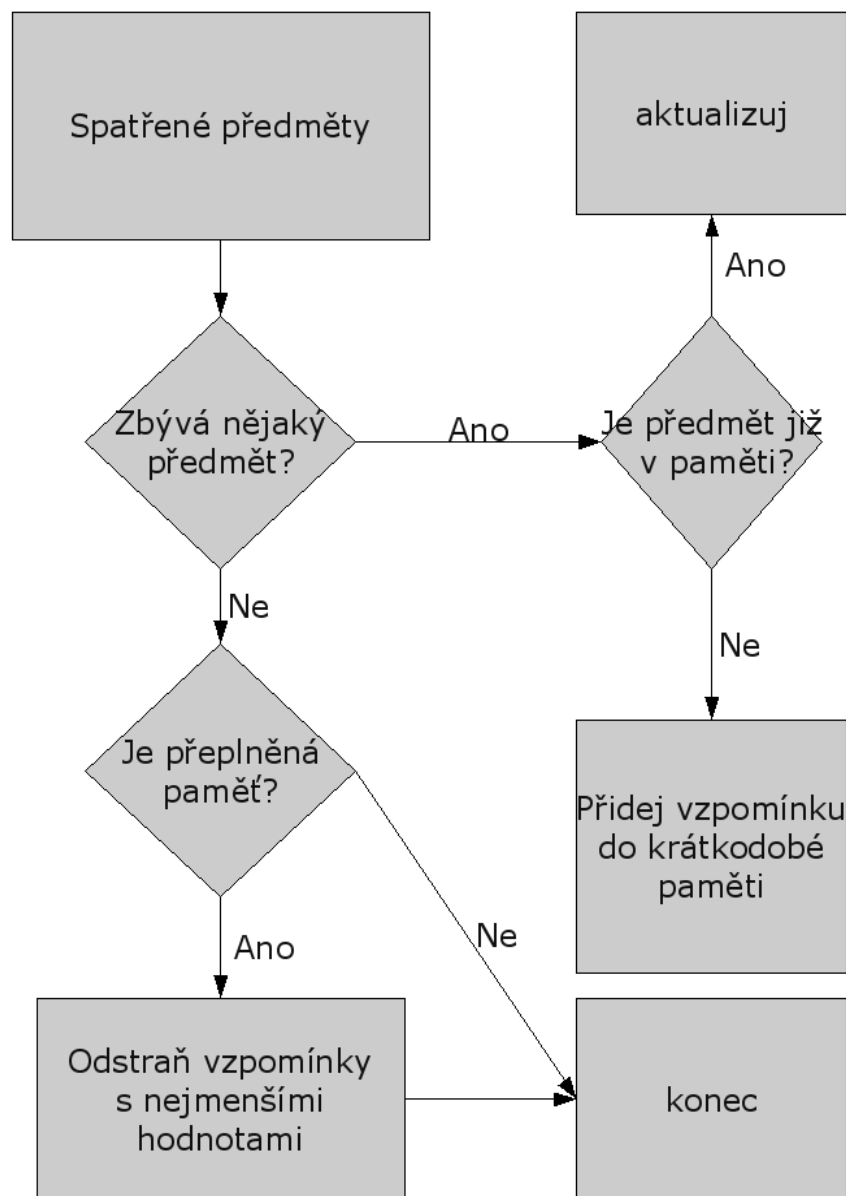 Spatřené předměty
aktualizuj
Ano
Zbývá nějaký
předmět?
Ano
Je předmět již
v paměti?
Ne
Ne
Je přeplněná
paměť?
Přidej vzpomínku
do krátkodobé
paměti
Ano
Ne
Odstraň vzpomínky
s nejmenšími
hodnotami
konec